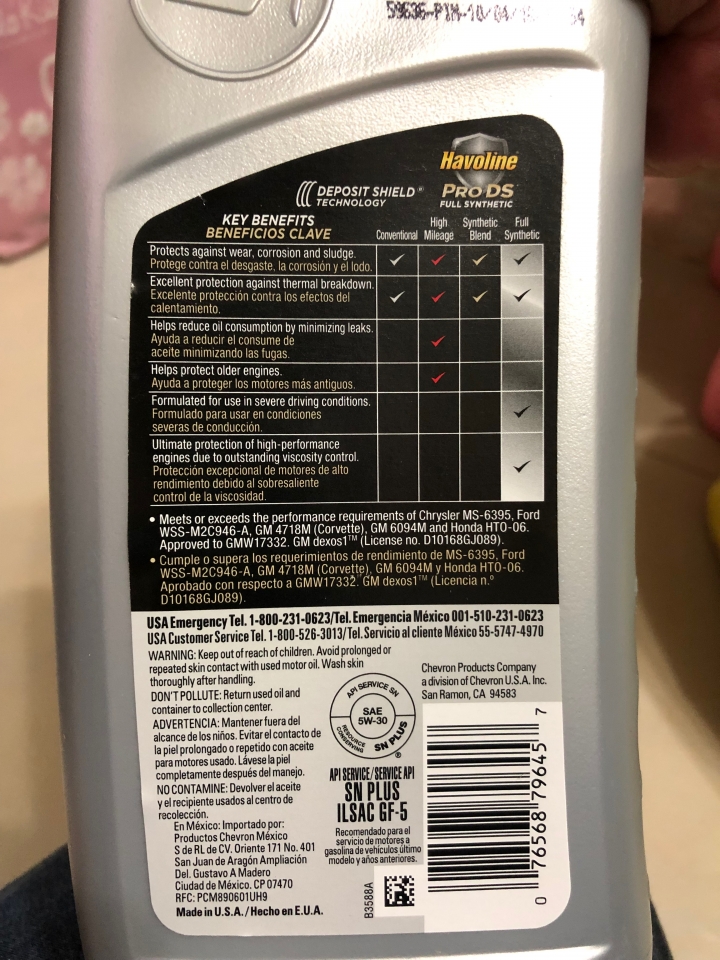 59636-P1N-10/04/
34
Havoline
PRO DS
FULL SYNTHETIC
DEPOSIT SHIELD®
TECHNOLOGY
KEY BENEFITS
BENEFICIOS CLAVE
Conventional
High
Mileage
Synthetic
Blend
Full
Synthetic
Protects against wear, corrosion and sludge.
Protege contra el desgaste, la corrosión y el lodo.
Excellent protection against thermal breakdown.
Excelente protección contra los efectos del
calentamiento.
Helps reduce oil consumption by minimizing leaks.
Ayuda a reducir el consume de
aceite minimizando las fugas.
Helps protect older engines.
Ayuda a proteger los motores más antiguos.
Formulated for use in severe driving conditions.
Formulado para usar en condiciones
severas de conducción.
Ultimate protection of high-performance
engines due to outstanding viscosity control.
Protección excepcional de motores de alto
rendimiento debido al sobresaliente
control de la viscosidad.
• Meets or exceeds the performance requirements of Chrysler MS-6395, Ford
WSS-M2C946-A, GM 4718M (Corvette), GM 6094M and Honda HTO-06.
Approved to GMW17332. GM dexos1™ (License no. D10168GJ089).
• Cumple o supera los requerimientos de rendimiento de MS-6395, Ford
WSS-M2C946-A, GM 4718M (Corvette), GM 6094M y Honda HTO-06.
Aprobado con respecto a GMW17332. GM dexos1™ (Licencia n.º
D10168GJ089).
USA Emergency Tel. 1-800-231-0623/Tel. Emergencia México 001-510-231-0623
USA Customer Service Tel. 1-800-526-3013/Tel. Servicio al cliente México 55-5747-4970
WARNING: Keep out of reach of children. Avoid prolonged or
repeated skin contact with used motor oil. Wash skin
thoroughly after handling.
DON'T POLLUTE: Return used oil and
container to collection center.
ADVERTENCIA: Mantener fuera del
alcance de los niños. Evitar el contacto de
la piel prolongado o repetido con aceite
para motores usado. Lávese la piel
completamente después del manejo.
NO CONTAMINE: Devolver el aceite
y el recipiente usados al centro de
recolección.
En México: Importado por:
Productos Chevron México
S de RL de CV. Oriente 171 No. 401
San Juan de Aragón Ampliación
Del. Gustavo A Madero
Ciudad de México. CP 07470
RFC: PCM890601UH9
Made in U.S.A. / Hecho en E.U.A.
API SERVICE SN
SAE
5W-30
RESOURCE
CONSERVING
SN PLUS
®
API SERVICE/SERVICE API
SN PLUS
ILSAC GF-5
Recomendado para el
servicio de motores a
gasolina de vehículos último
modelo y años anteriores.
B3588A
Chevron Products Company
a division of Chevron U.S.A. Inc.
San Ramon, CA 94583
0 76568 79645 7